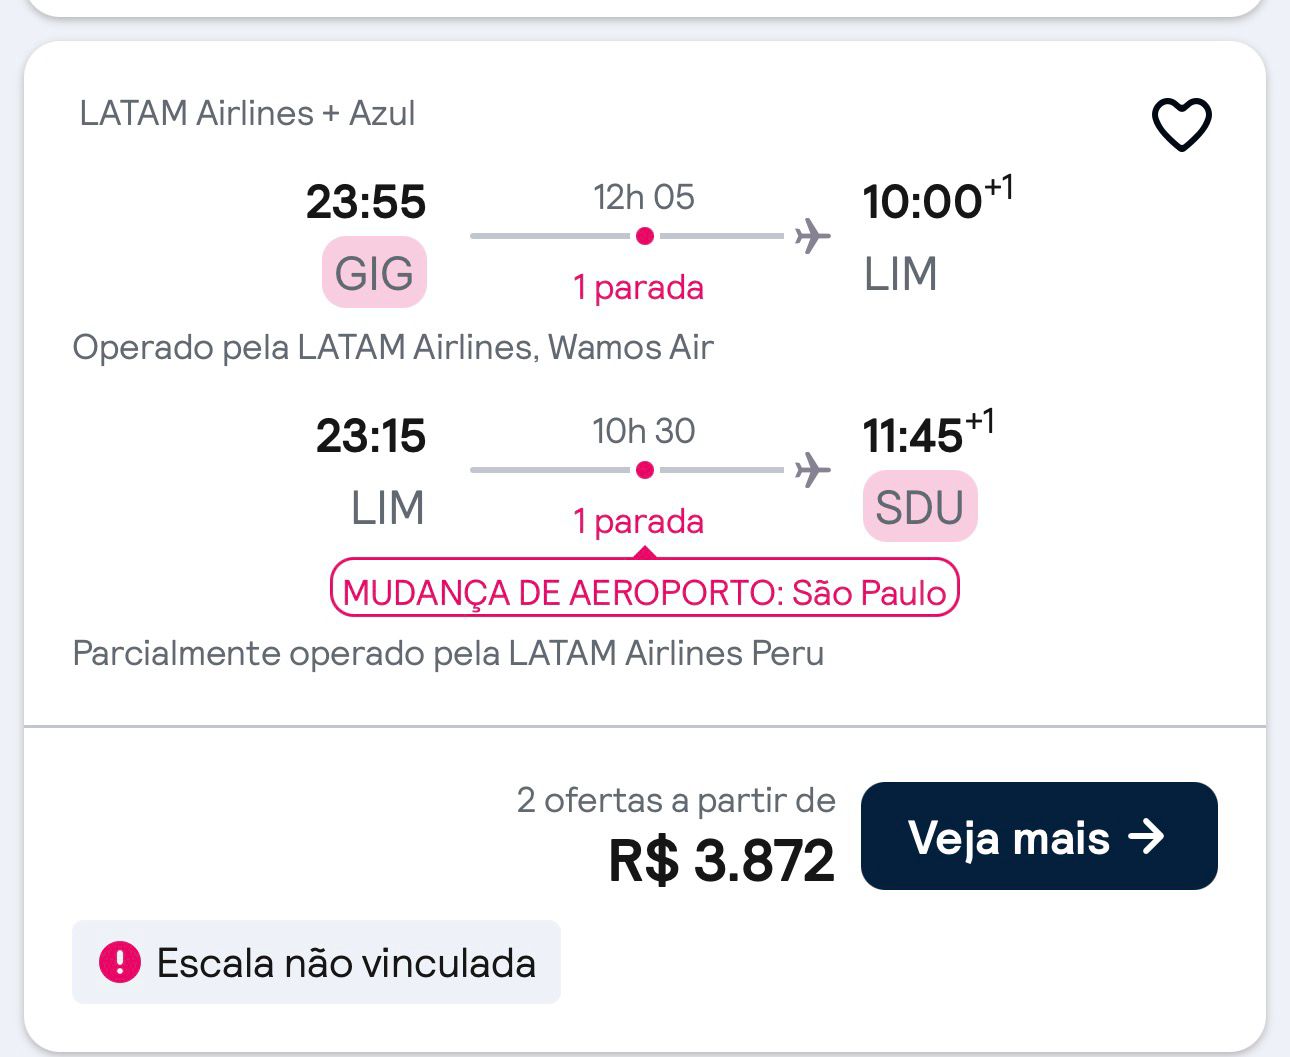 LATAM Airlines + Azul
23:55 12h 05 10:00+1
GIG 1 parada LIM
Operado pela LATAM Airlines, Wamos Air
23:15 10h 30 11:45+1
LIM 1 parada SDU
MUDANÇA DE AEROPORTO: São Paulo
Parcialmente operado pela LATAM Airlines Peru
2 ofertas a partir de
R$ 3.872
Veja mais →
Escala não vinculada